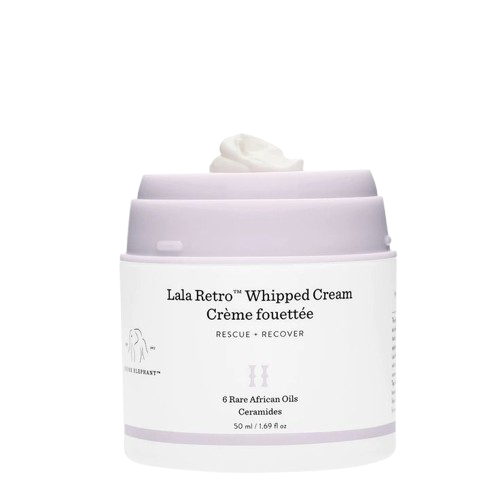 Lala Retro™ Whipped Cream
Crème fouettée
RESCUE + RECOVER
6 Rare African Oils
Ceramides
50 ml / 1.69 fl oz
ELEPHANT™